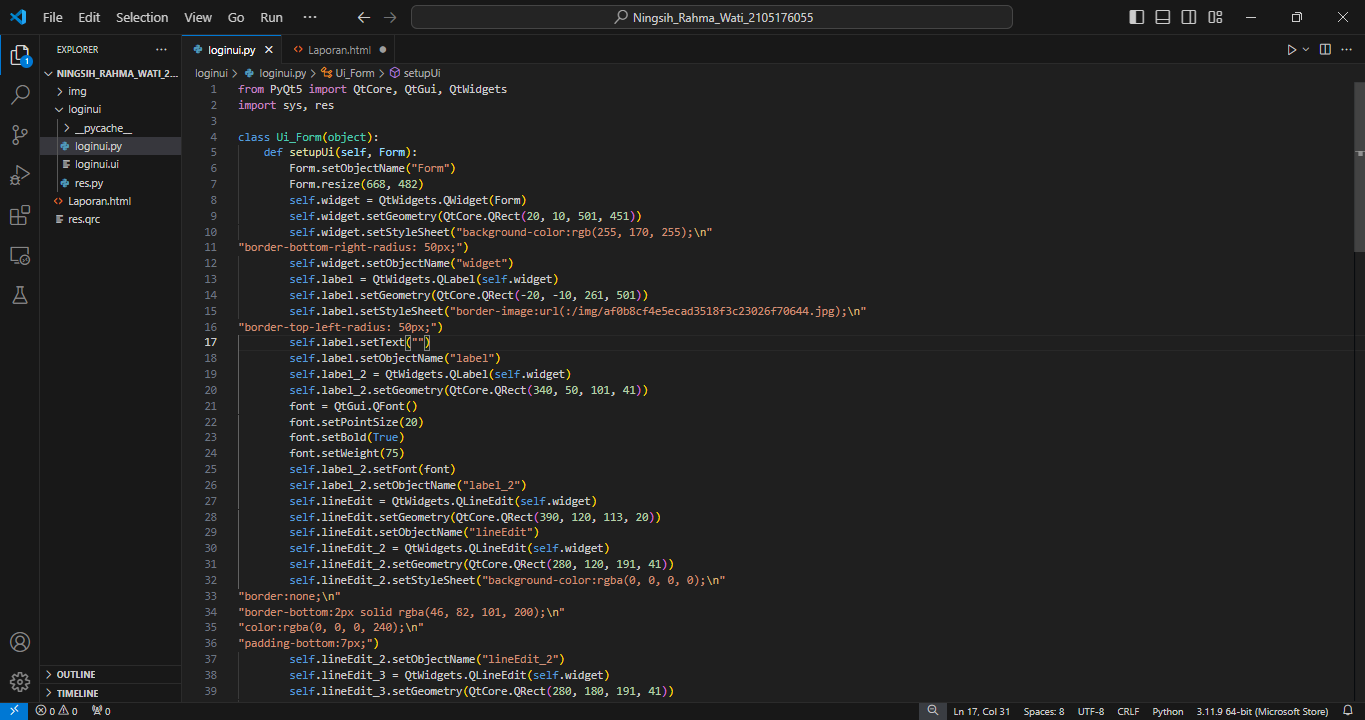 File Edit Selection View Go Run ··· Ningsih_Rahma_Wati_2105176055
EXPLORER ···
1
NINGSIH_RAHMA_WATI_2...
img
loginui
__pycache__
loginui.py
loginui.ui
res.py
Laporan.html
res.qrc
OUTLINE
TIMELINE
loginui.py Laporan.html
loginui > loginui.py > Ui_Form > setupUi
1 from PyQt5 import QtCore, QtGui, QtWidgets
2 import sys, res
3
4 class Ui_Form(object):
5 def setupUi(self, Form):
6 Form.setObjectName("Form")
7 Form.resize(668, 482)
8 self.widget = QtWidgets.QWidget(Form)
9 self.widget.setGeometry(QtCore.QRect(20, 10, 501, 451))
10 self.widget.setStyleSheet("background-color:rgb(255, 170, 255);\n"
11 "border-bottom-right-radius: 50px;")
12 self.widget.setObjectName("widget")
13 self.label = QtWidgets.QLabel(self.widget)
14 self.label.setGeometry(QtCore.QRect(-20, -10, 261, 501))
15 self.label.setStyleSheet("border-image:url(:/img/af0b8cf4e5ecad3518f3c23026f70644.jpg);\n"
16 "border-top-left-radius: 50px;")
17 self.label.setText("")
18 self.label.setObjectName("label")
19 self.label_2 = QtWidgets.QLabel(self.widget)
20 self.label_2.setGeometry(QtCore.QRect(340, 50, 101, 41))
21 font = QtGui.QFont()
22 font.setPointSize(20)
23 font.setBold(True)
24 font.setWeight(75)
25 self.label_2.setFont(font)
26 self.label_2.setObjectName("label_2")
27 self.lineEdit = QtWidgets.QLineEdit(self.widget)
28 self.lineEdit.setGeometry(QtCore.QRect(390, 120, 113, 20))
29 self.lineEdit.setObjectName("lineEdit")
30 self.lineEdit_2 = QtWidgets.QLineEdit(self.widget)
31 self.lineEdit_2.setGeometry(QtCore.QRect(280, 120, 191, 41))
32 self.lineEdit_2.setStyleSheet("background-color:rgba(0, 0, 0, 0);\n"
33 "border:none;\n"
34 "border-bottom:2px solid rgba(46, 82, 101, 200);\n"
35 "color:rgba(0, 0, 0, 240);\n"
36 "padding-bottom:7px;")
37 self.lineEdit_2.setObjectName("lineEdit_2")
38 self.lineEdit_3 = QtWidgets.QLineEdit(self.widget)
39 self.lineEdit_3.setGeometry(QtCore.QRect(280, 180, 191, 41))
0 0 0 Ln 17, Col 31 Spaces: 8 UTF-8 CRLF Python 3.11.9 64-bit (Microsoft Store)